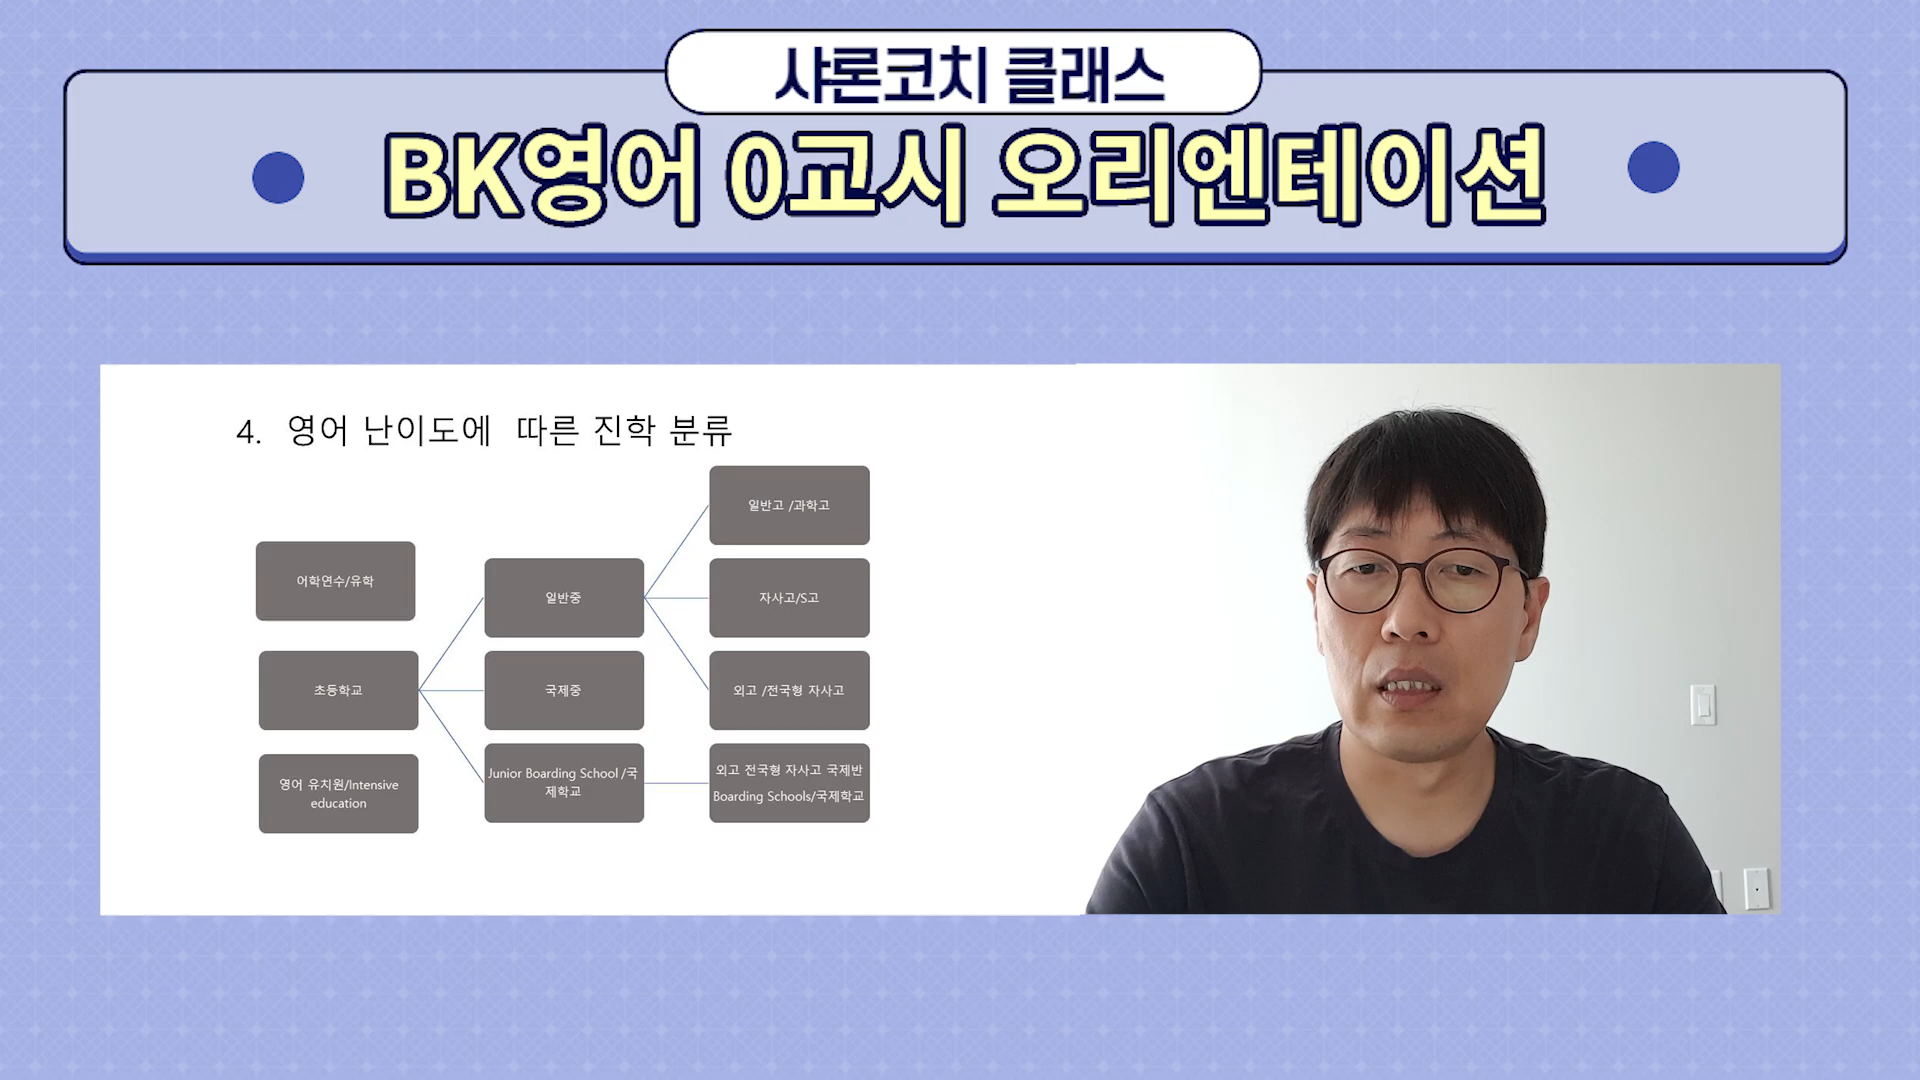 샤론코치 클래스
BK영어 0교시 오리엔테이션
4. 영어 난이도에 따른 진학 분류
어학연수/유학
초등학교
영어 유치원/Intensive
education
일반중
국제중
Junior Boarding School /국
제학교
일반고 /과학고
자사고/S고
외고 /전국형 자사고
외고 전국형 자사고 국제반
Boarding Schools/국제학교